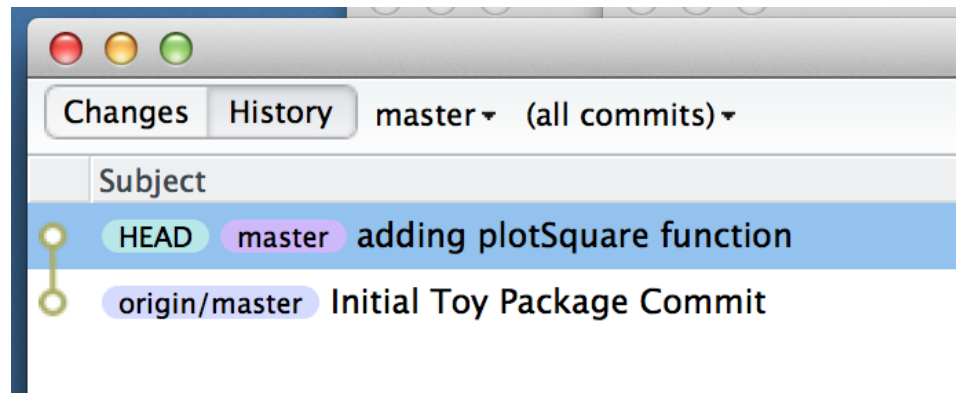 Changes History master (all commits)
Subject
HEAD master adding plotSquare function
origin/master Initial Toy Package Commit